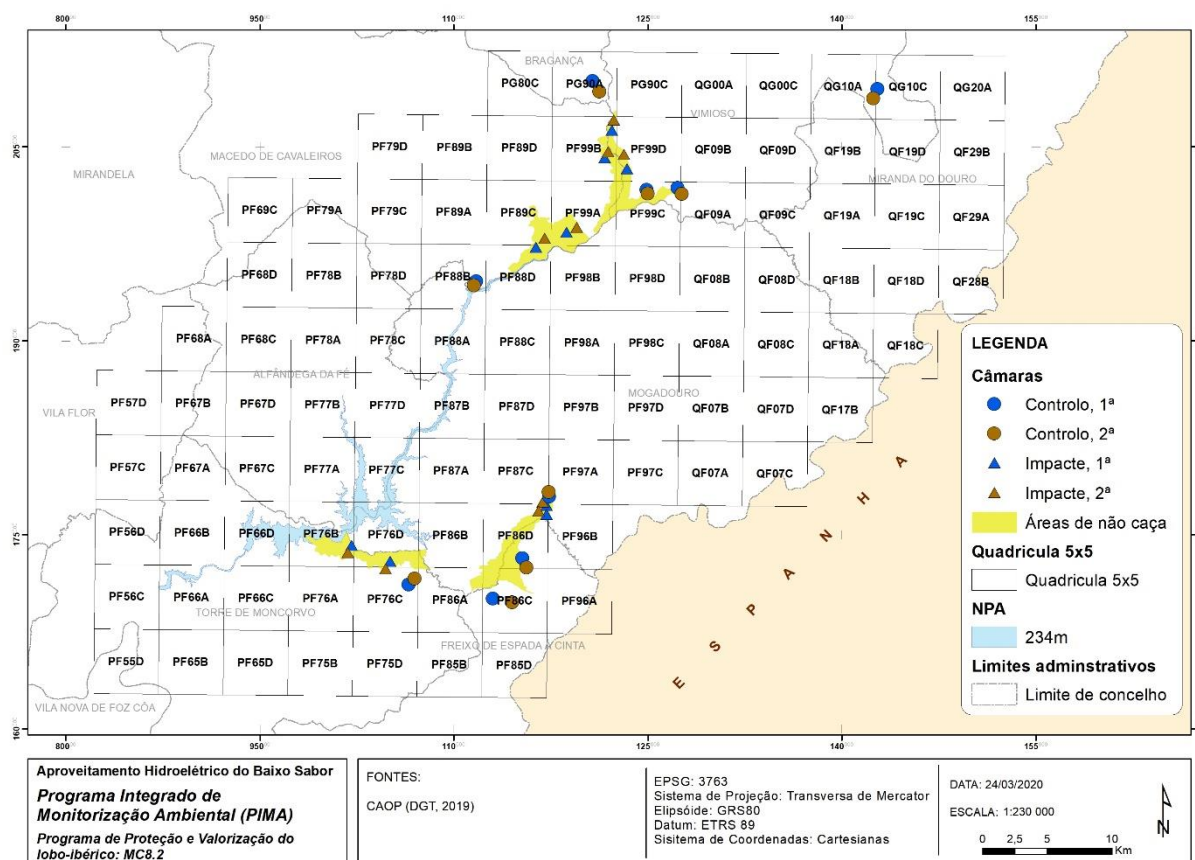 800 950 110 125 140 155
BRAGANÇA
PG80C PG90A PG90C QG00A QG00C QG10A QG10C QG20A
VIMIOSO
205 MACEDO DE CAVALEIROS PF79D PF89B PF89D PF99B PF99D QF09B QF09D QF19B QF19D QF29B
MIRANDELA
MIRANDA DO DOURO
PF69C PF79A PF79C PF89A PF89C PF99A PF99C QF09A QF09C QF19A QF19C QF29A
PF68D PF78B PF78D PF88B PF88D PF98B PF98D QF08B QF08D QF18B QF18D QF28B
190 PF68A PF68C PF78A PF78C PF88A PF88C PF98A PF98C QF08A QF08C QF18A QF18C
ALFÂNDEGA DA FÉ
MOGADOURO
VILA FLOR
PF57D PF67B PF67D PF77B PF77D PF87B PF87D PF97B PF97D QF07B QF07D QF17B
PF57C PF67A PF67C PF77A PF77C PF87A PF87C PF97A PF97C QF07A QF07C
175 PF56D PF66B PF66D PF76B PF76D PF86B PF86D PF96B
PF56C PF66A PF66C PF76A PF76C PF86A PF86C PF96A
TORRE DE MONCORVO
FREIXO DE ESPADA À CINTA
PF55D PF65B PF65D PF75B PF75D PF85B PF85D
VILA NOVA DE FOZ CÔA
160
ESPANHA
800 950 110 125 140 155
LEGENDA
Câmaras
Controlo, 1ª
Controlo, 2ª
Impacte, 1ª
Impacte, 2ª
Áreas de não caça
Quadricula 5x5
Quadricula 5x5
NPA
234m
Limites adminstrativos
Limite de concelho
Aproveitamento Hidroelétrico do Baixo Sabor
Programa Integrado de
Monitorização Ambiental (PIMA)
Programa de Proteção e Valorização do
lobo-ibérico: MC8.2
FONTES:
CAOP (DGT, 2019)
EPSG: 3763
Sistema de Projeção: Transversa de Mercator
Elipsóide: GRS80
Datum: ETRS 89
Sisitema de Coordenadas: Cartesianas
DATA: 24/03/2020
ESCALA: 1:230 000
0 2,5 5 10
Km
N